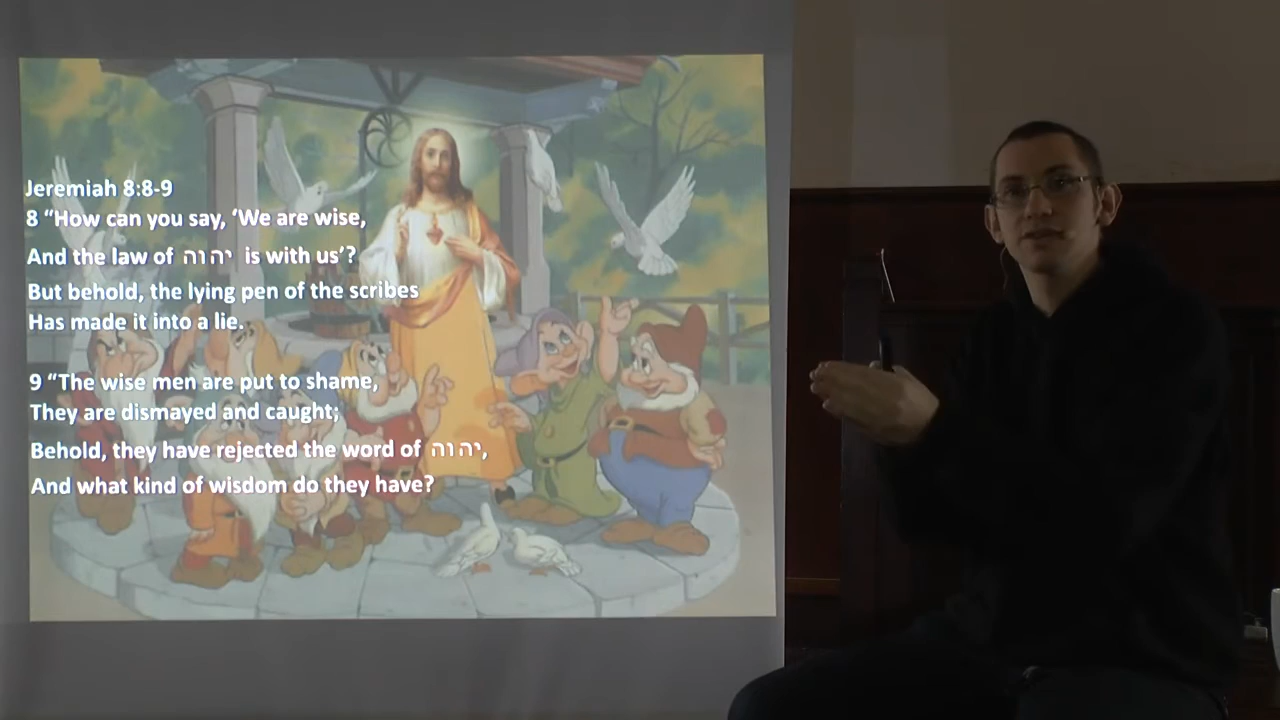 Jeremiah 8:8-9
8 “How can you say, ‘We are wise,
And the law of יהוה is with us’?
But behold, the lying pen of the scribes
Has made it into a lie.
9 “The wise men are put to shame,
They are dismayed and caught;
Behold, they have rejected the word of יהוה,
And what kind of wisdom do they have?